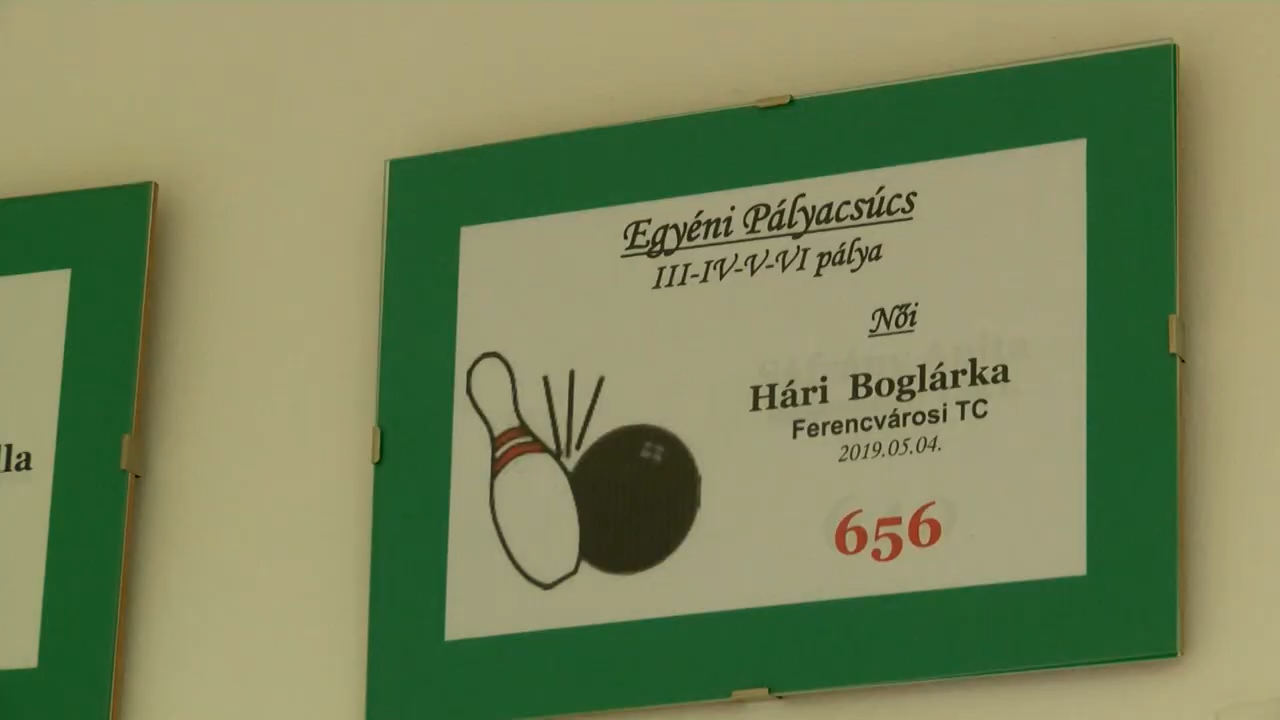 Egyéni Pályacsúcs
III-IV-V-VI pálya
Női
Hári Boglárka
Ferencvárosi TC
2019.05.04.
656